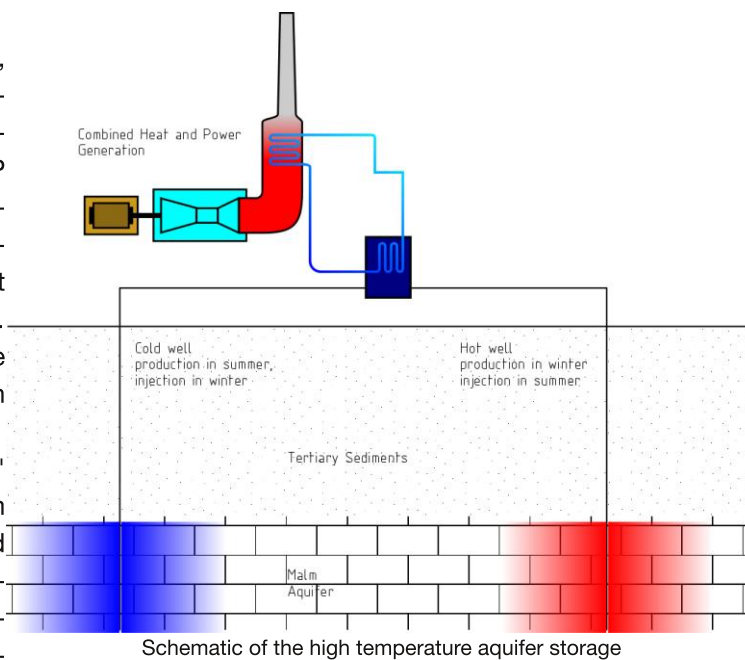 Combined Heat and Power
Generation
Cold well
production in summer,
injection in winter
Hot well
production in winter
injection in summer
Tertiary Sediments
Malm
Aquifer
Schematic of the high temperature aquifer storage